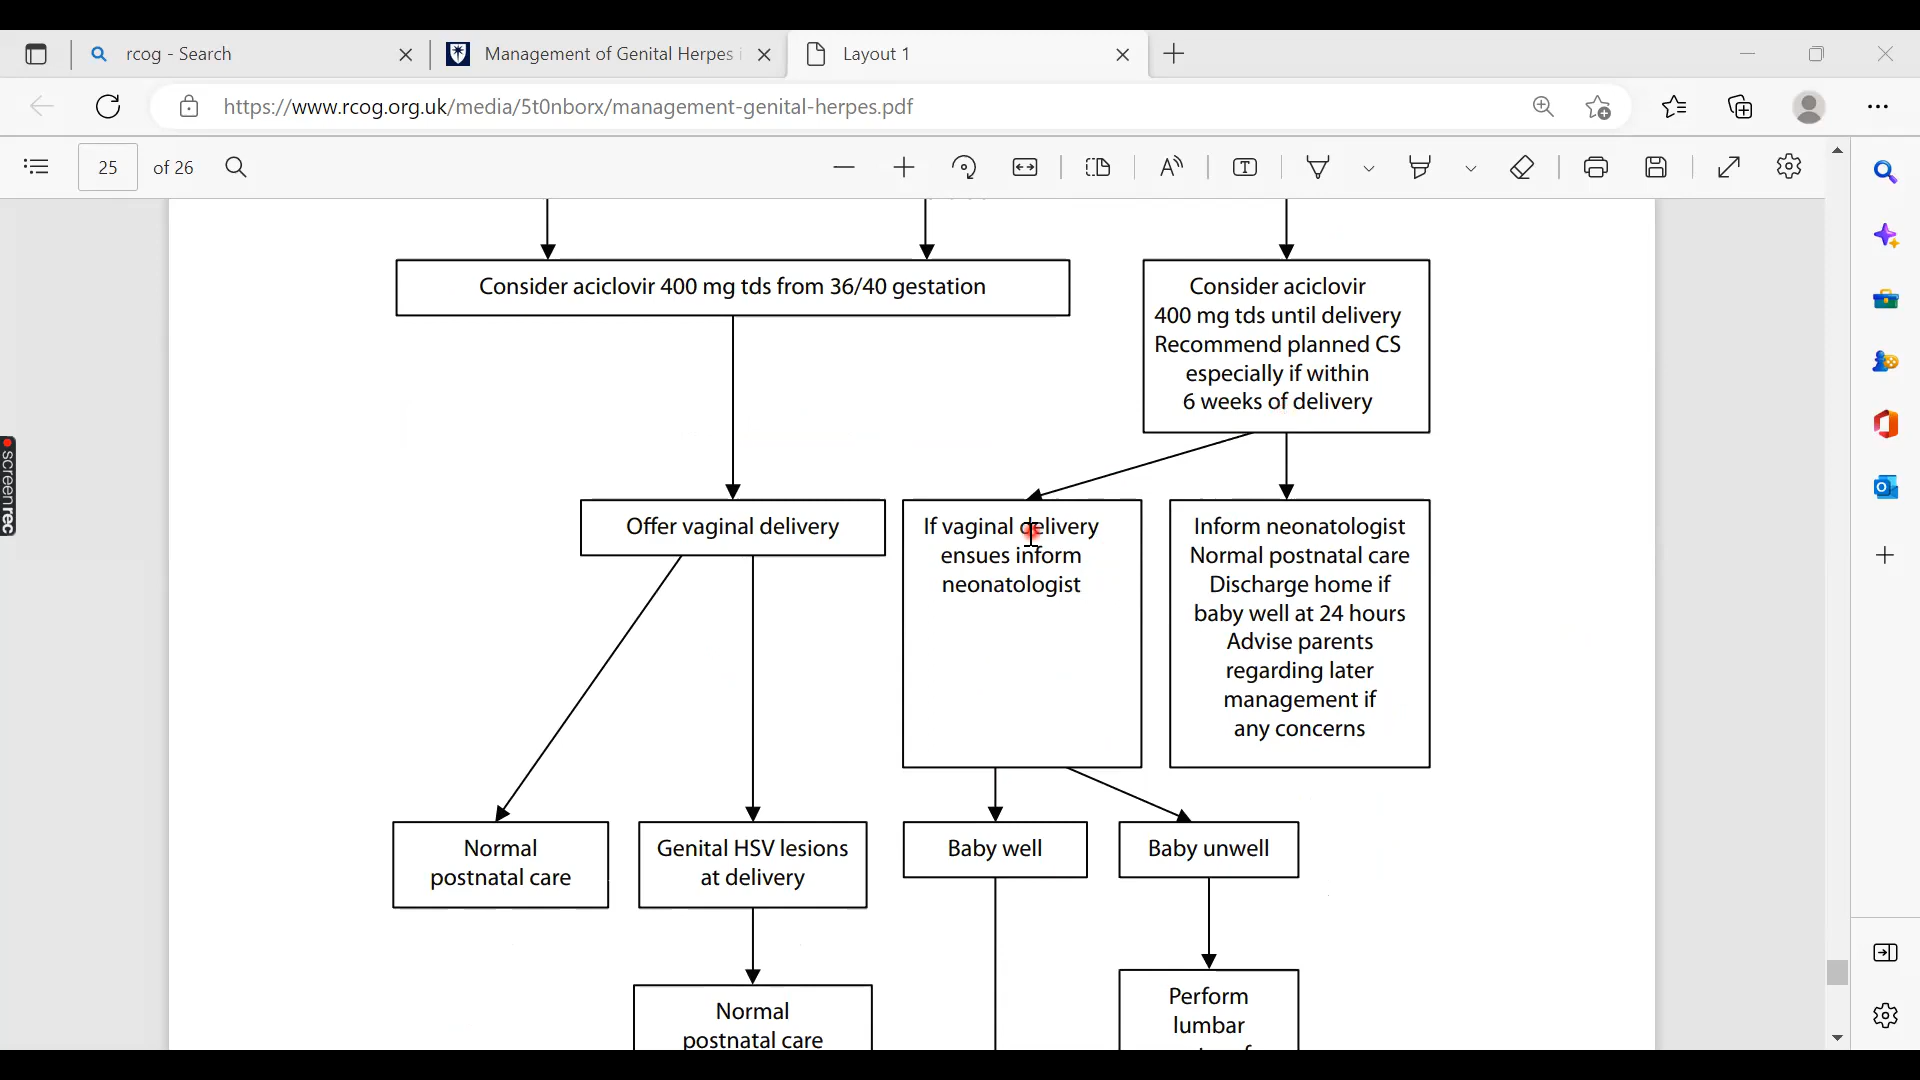 rcog - Search
Management of Genital Herpes i
Layout 1
https://www.rcog.org.uk/media/5t0nborx/management-genital-herpes.pdf
25
of 26
Consider aciclovir 400 mg tds from 36/40 gestation
Consider aciclovir
400 mg tds until delivery
Recommend planned CS
especially if within
6 weeks of delivery
Offer vaginal delivery
If vaginal delivery
ensues inform
neonatologist
Inform neonatologist
Normal postnatal care
Discharge home if
baby well at 24 hours
Advise parents
regarding later
management if
any concerns
Normal
postnatal care
Genital HSV lesions
at delivery
Baby well
Baby unwell
Normal
postnatal care
Perform
lumbar
screenrec